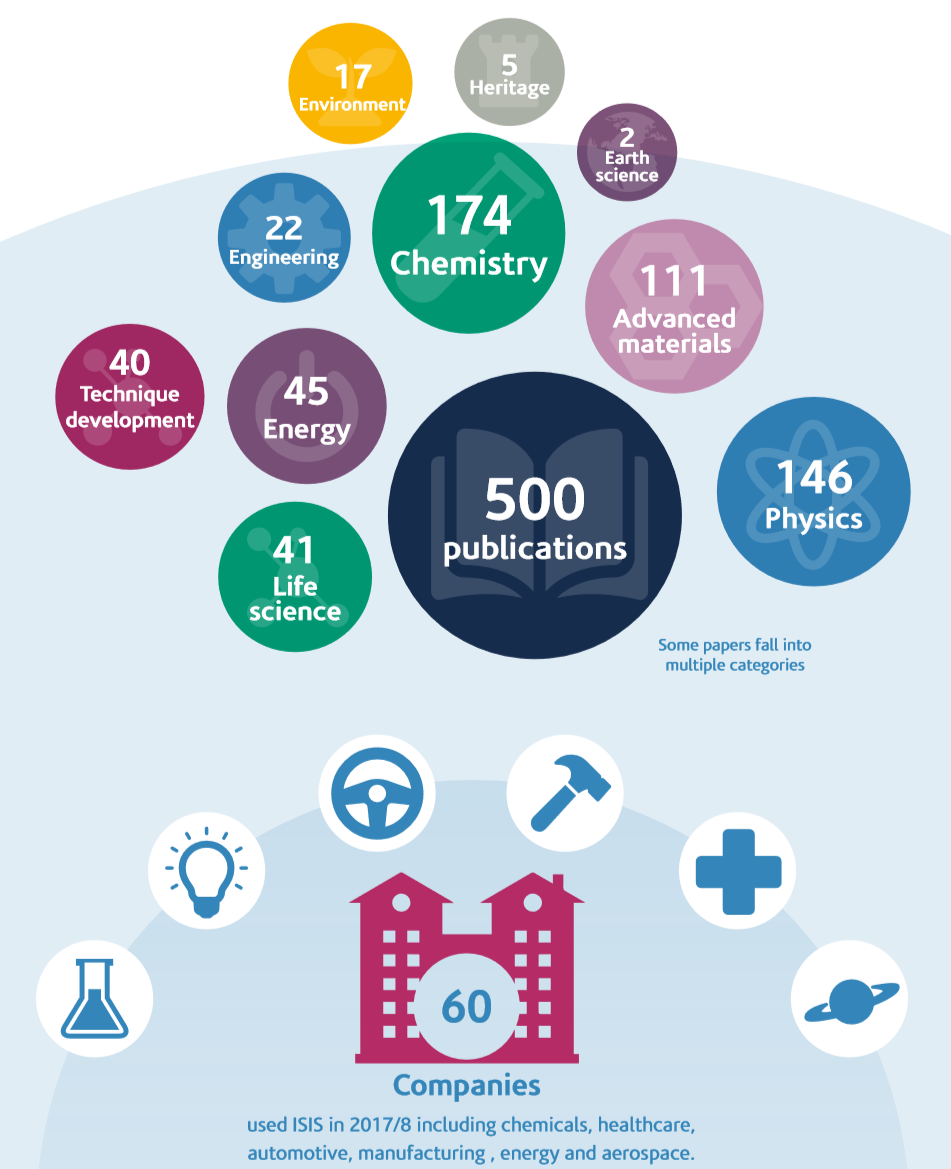 17
Environment
5
Heritage
2
Earth
science
22
Engineering
174
Chemistry
111
Advanced
materials
40
Technique
development
45
Energy
500
publications
146
Physics
41
Life
science
Some papers fall into
multiple categories
60
Companies
used ISIS in 2017/8 including chemicals, healthcare,
automotive, manufacturing , energy and aerospace.